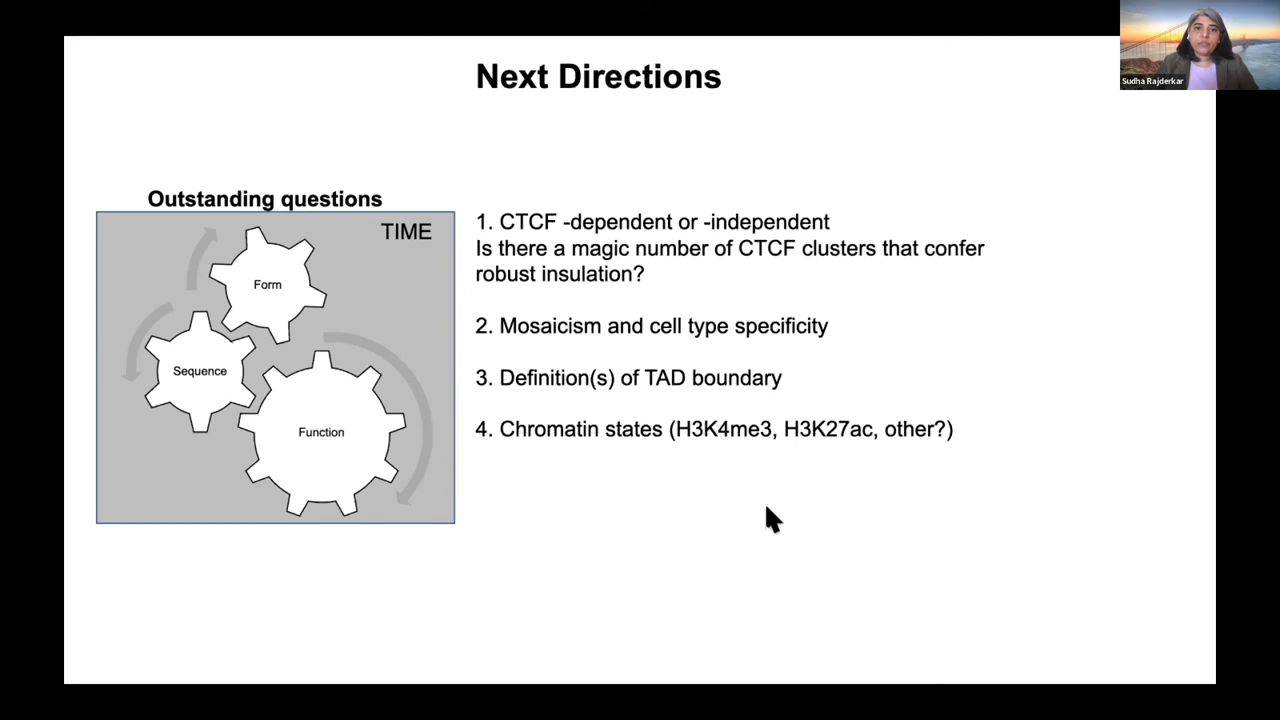 Next Directions
Sudha Rajderkar
Outstanding questions
TIME
Form
Sequence
Function
1. CTCF -dependent or -independent
Is there a magic number of CTCF clusters that confer
robust insulation?
2. Mosaicism and cell type specificity
3. Definition(s) of TAD boundary
4. Chromatin states (H3K4me3, H3K27ac, other?)